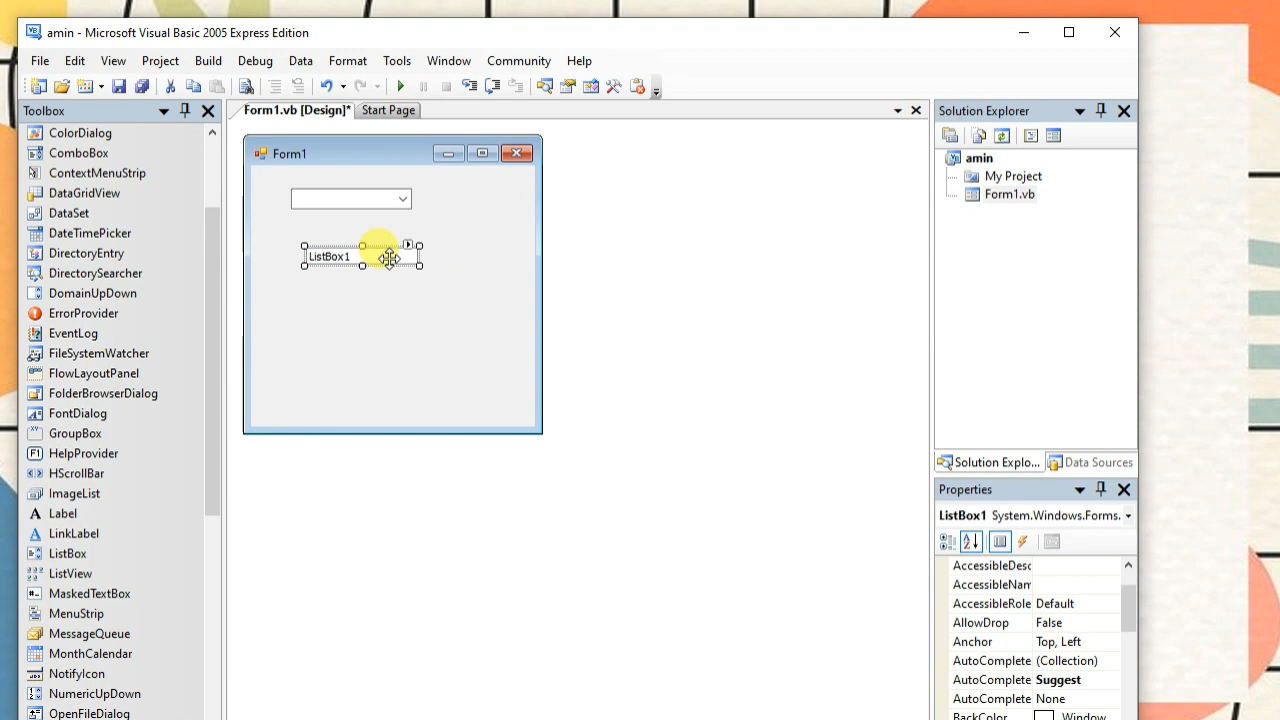 amin - Microsoft Visual Basic 2005 Express Edition
File Edit View Project Build Debug Data Format Tools Window Community Help
Toolbox
ColorDialog
ComboBox
ContextMenuStrip
DataGridView
DataSet
DateTimePicker
DirectoryEntry
DirectorySearcher
DomainUpDown
ErrorProvider
EventLog
FileSystemWatcher
FlowLayoutPanel
FolderBrowserDialog
FontDialog
GroupBox
HelpProvider
HScrollBar
ImageList
Label
LinkLabel
ListBox
ListView
MaskedTextBox
MenuStrip
MessageQueue
MonthCalendar
NotifyIcon
NumericUpDown
OpenFileDialog
Form1.vb [Design]* Start Page
Form1
ListBox1
Solution Explorer
amin
My Project
Form1.vb
Solution Explo... Data Sources
Properties
ListBox1 System.Windows.Forms.
AccessibleDesc
AccessibleNam
AccessibleRole Default
AllowDrop False
Anchor Top, Left
AutoComplete (Collection)
AutoComplete Suggest
AutoComplete None
BackColor Window